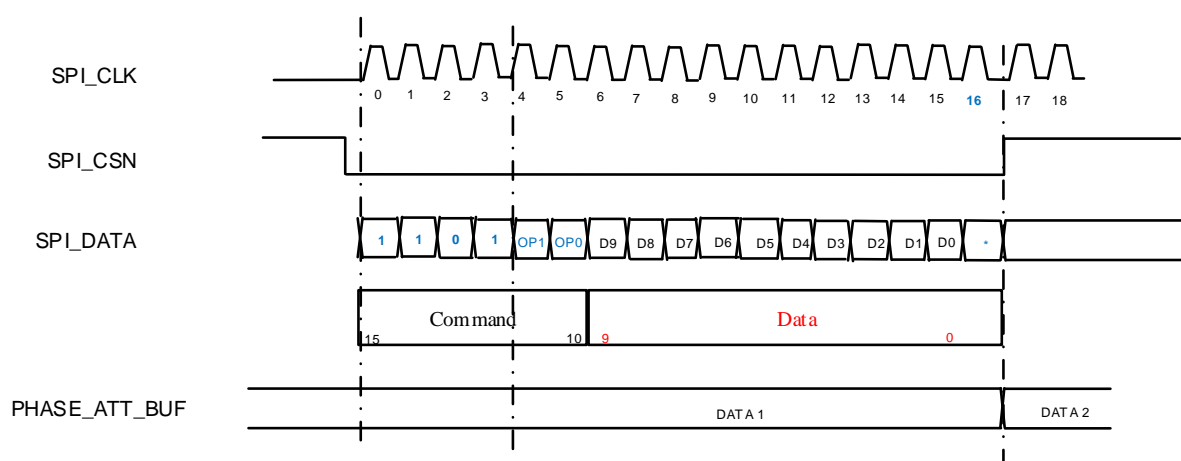 SPI_CLK
0 1 2 3 4 5 6 7 8 9 10 11 12 13 14 15 16 17 18
SPI_CSN
SPI_DATA
1 1 0 1 OP1 OP0 D9 D8 D7 D6 D5 D4 D3 D2 D1 D0 *
Command Data
15 10 9 0
PHASE_ATT_BUF
DATA 1 DATA 2